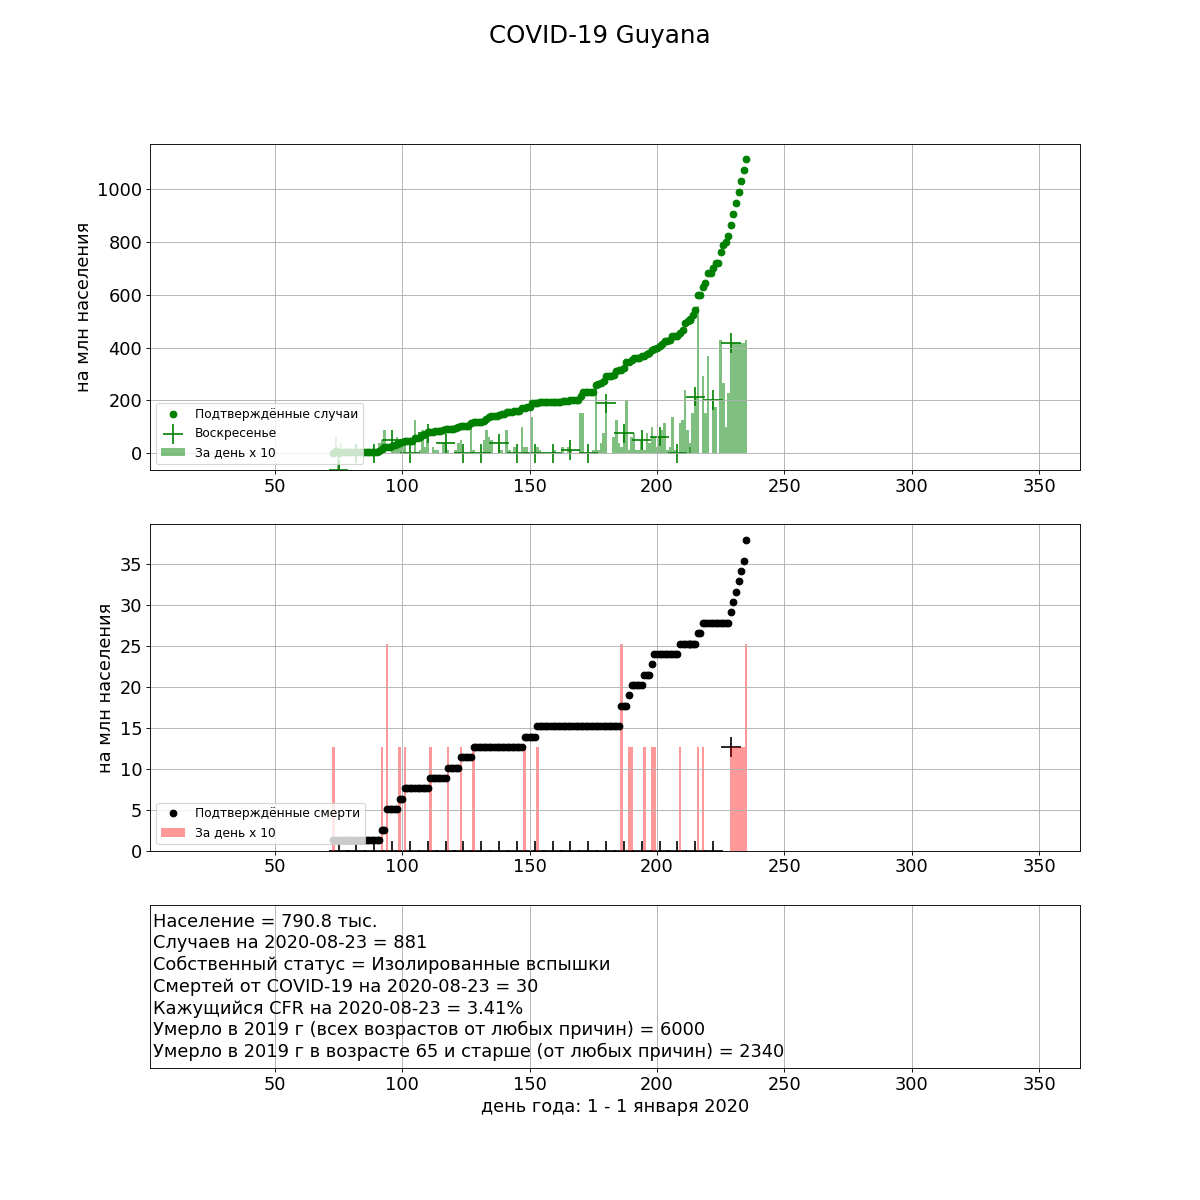 COVID-19 Guyana
1000
800
600
400
200
0
на млн населения
Подтверждённые случаи
Воскресенье
За день x 10
50 100 150 200 250 300 350
35
30
25
20
15
10
5
0
на млн населения
Подтверждённые смерти
За день x 10
50 100 150 200 250 300 350
Население = 790.8 тыс.
Случаев на 2020-08-23 = 881
Собственный статус = Изолированные вспышки
Смертей от COVID-19 на 2020-08-23 = 30
Кажущийся CFR на 2020-08-23 = 3.41%
Умерло в 2019 г (всех возрастов от любых причин) = 6000
Умерло в 2019 г в возрасте 65 и старше (от любых причин) = 2340
50 100 150 200 250 300 350
день года: 1 - 1 января 2020